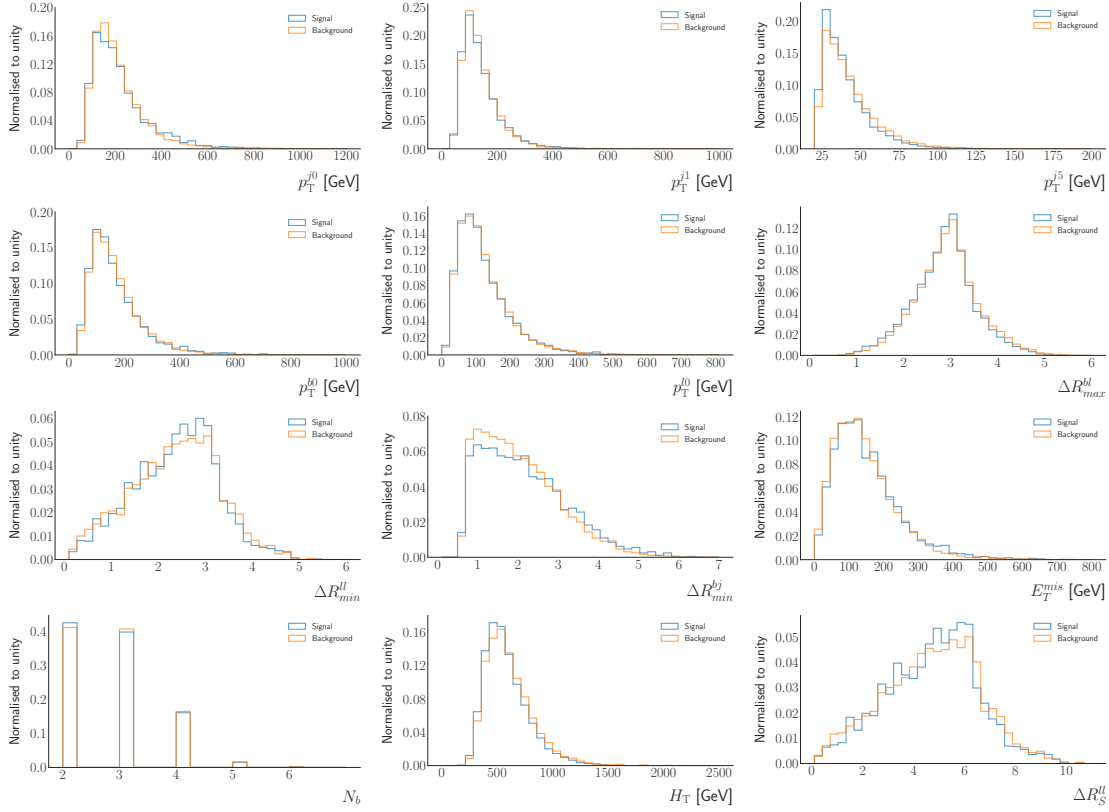 Normalised to unity
0.20
0.16
0.12
0.08
0.04
0.00
0 200 400 600 800 1000 1200
Signal
Background
p_T^{j0} [GeV]
Normalised to unity
0.25
0.20
0.15
0.10
0.05
0.00
0 200 400 600 800 1000
Signal
Background
p_T^{j1} [GeV]
Normalised to unity
0.20
0.15
0.10
0.05
0.00
25 50 75 100 125 150 175 200
Signal
Background
p_T^{j5} [GeV]
Normalised to unity
0.20
0.15
0.10
0.05
0.00
0 200 400 600 800 1000
Signal
Background
p_T^{b0} [GeV]
Normalised to unity
0.16
0.14
0.12
0.10
0.08
0.06
0.04
0.02
0.00
0 100 200 300 400 500 600 700 800
Signal
Background
p_T^{l0} [GeV]
Normalised to unity
0.12
0.10
0.08
0.06
0.04
0.02
0.00
1 2 3 4 5 6
Signal
Background
ΔR_{max}^{bl}
Normalised to unity
0.06
0.05
0.04
0.03
0.02
0.01
0.00
0 1 2 3 4 5 6
Signal
Background
ΔR_{min}^{ll}
Normalised to unity
0.08
0.06
0.04
0.02
0.00
0 1 2 3 4 5 6 7
Signal
Background
ΔR_{min}^{bj}
Normalised to unity
0.12
0.10
0.08
0.06
0.04
0.02
0.00
0 100 200 300 400 500 600 700 800
Signal
Background
E_T^{mis} [GeV]
Normalised to unity
0.4
0.3
0.2
0.1
0.0
2 3 4 5 6
Signal
Background
N_b
Normalised to unity
0.16
0.12
0.08
0.04
0.00
500 1000 1500 2000 2500
Signal
Background
H_T [GeV]
Normalised to unity
0.05
0.04
0.03
0.02
0.01
0.00
0 2 4 6 8 10
Signal
Background
ΔR_S^{ll}